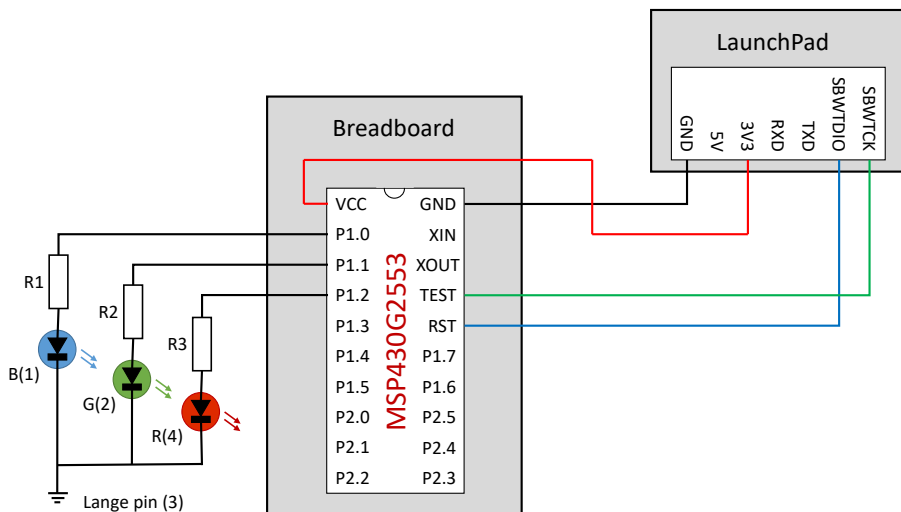 LaunchPad
GND
5V
3V3
RXD
TXD
SBWTDIO
SBWTCK
Breadboard
VCC
P1.0
P1.1
P1.2
P1.3
P1.4
P1.5
P2.0
P2.1
P2.2
MSP430G2553
GND
XIN
XOUT
TEST
RST
P1.7
P1.6
P2.5
P2.4
P2.3
R1
R2
R3
B(1)
G(2)
R(4)
Lange pin (3)